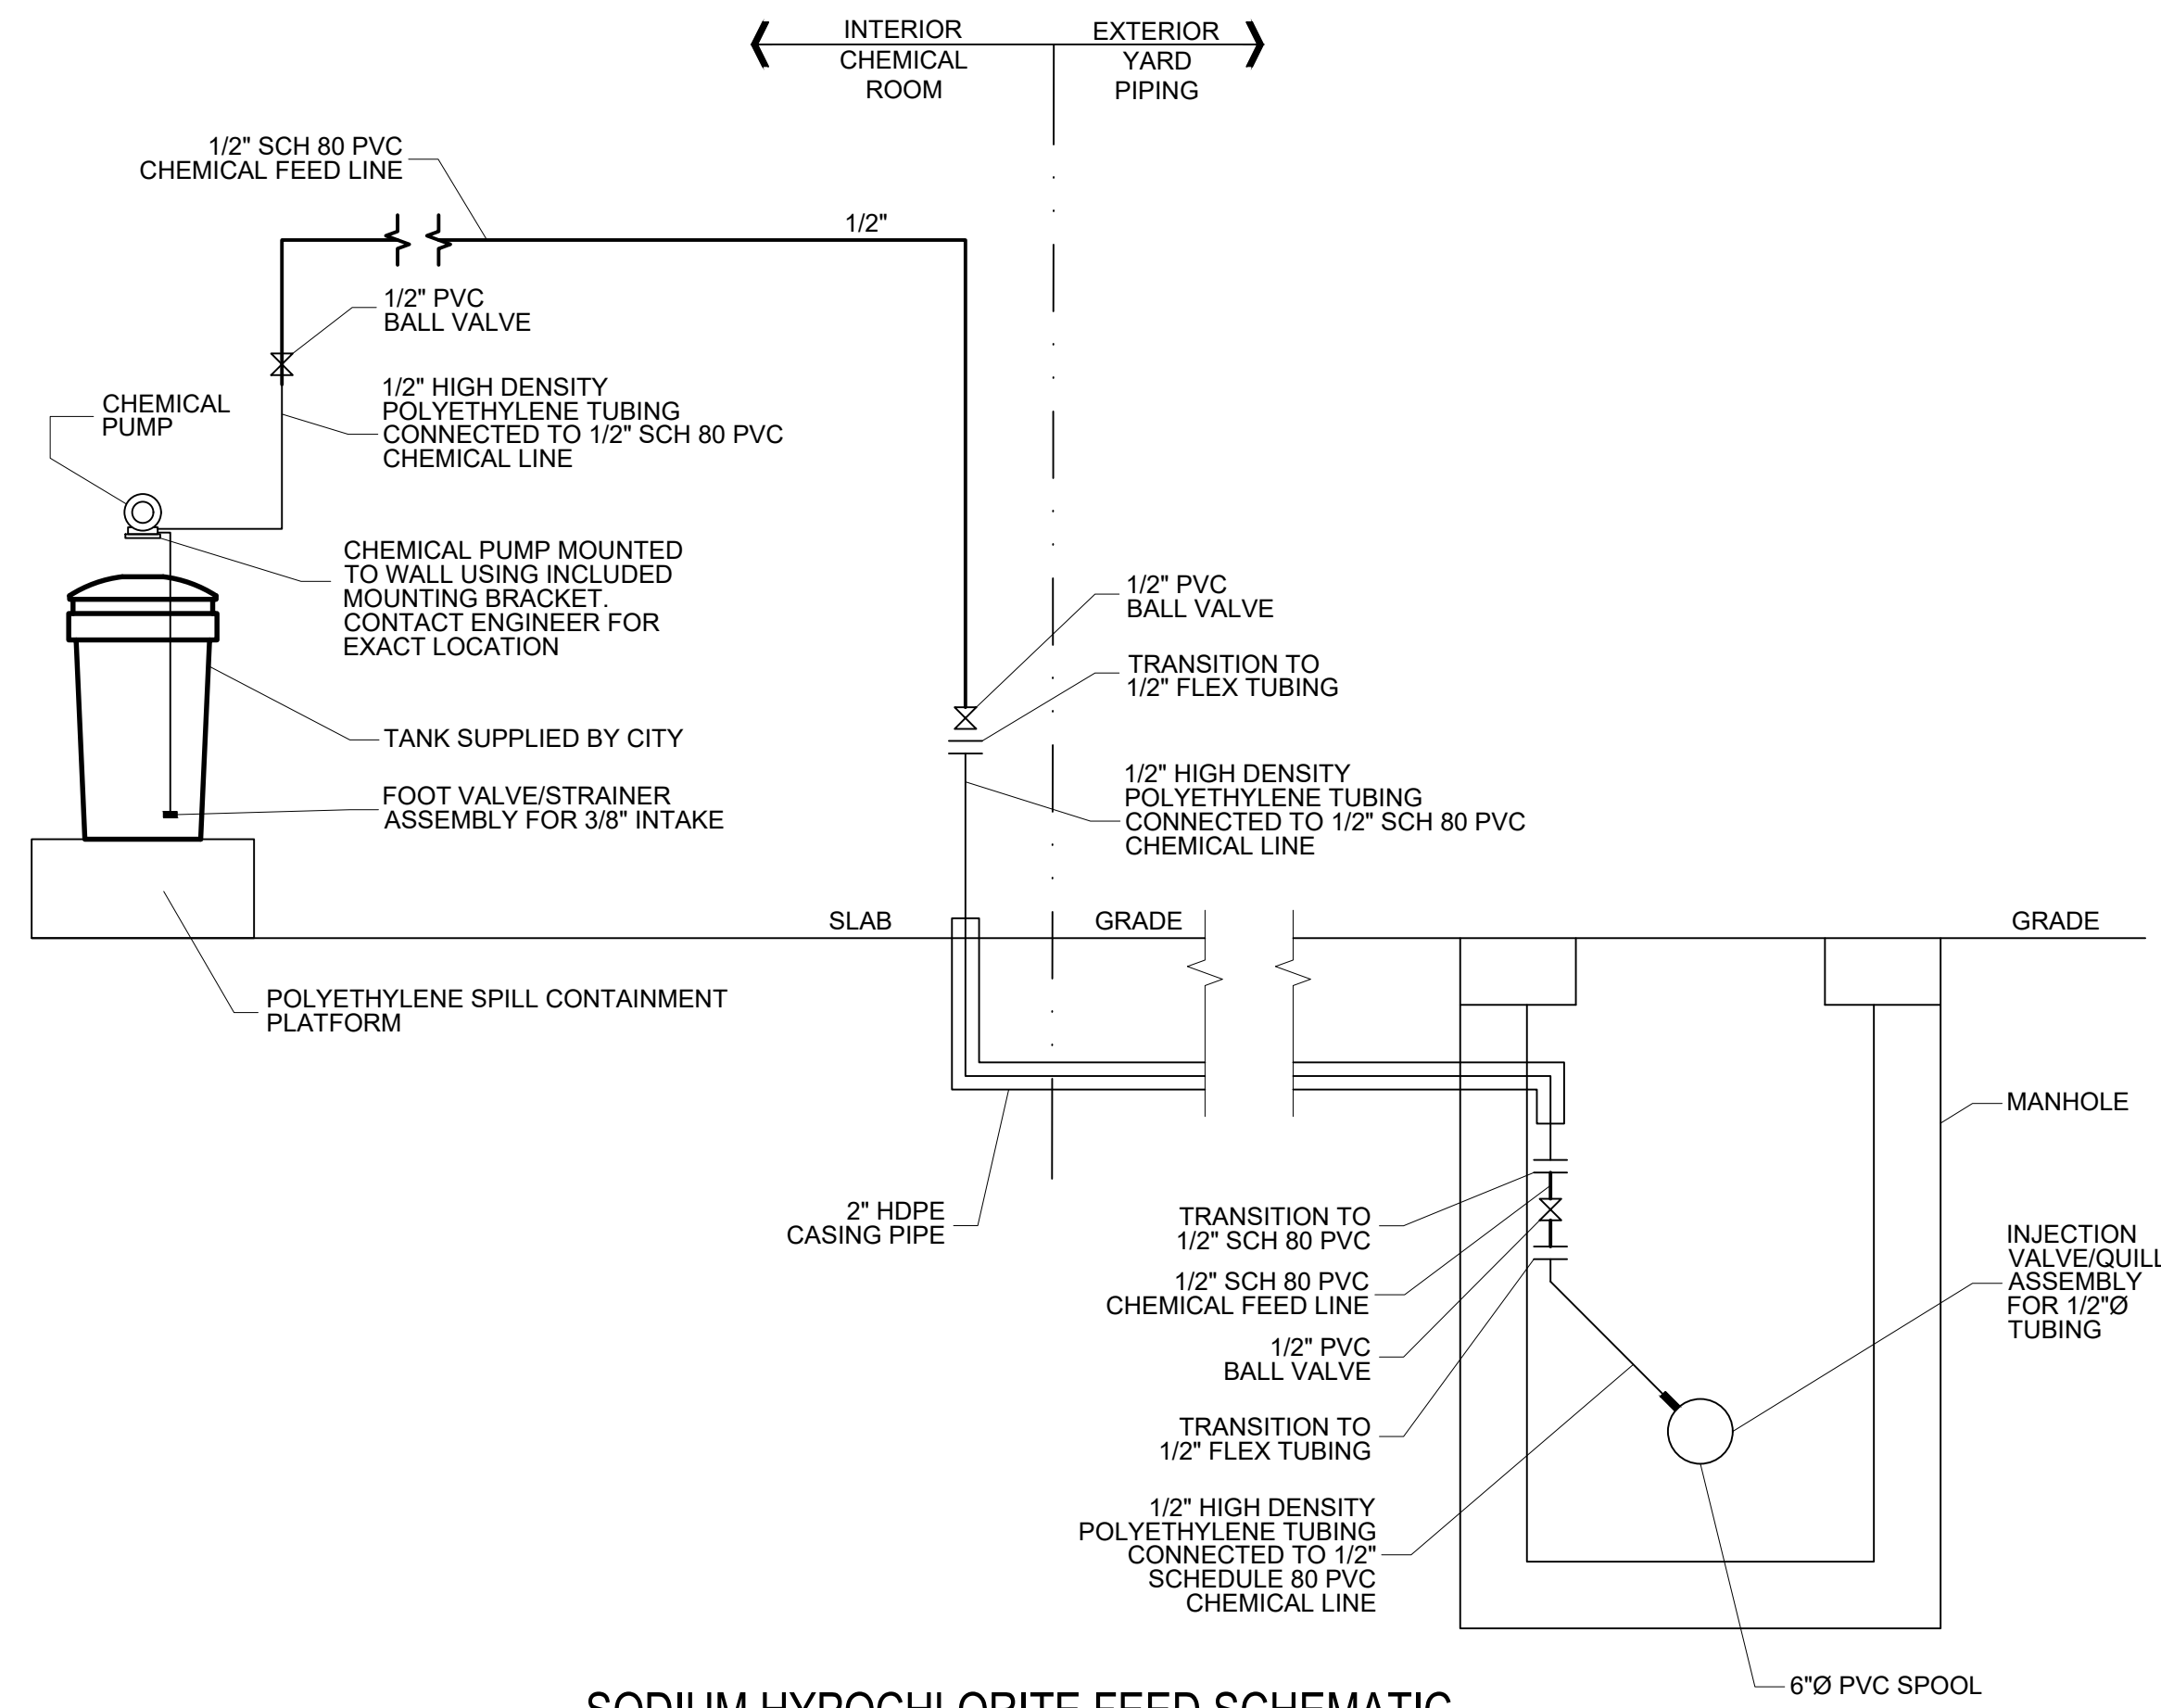 INTERIOR
CHEMICAL
ROOM
EXTERIOR
YARD
PIPING
1/2" SCH 80 PVC
CHEMICAL FEED LINE
1/2"
1/2" PVC
BALL VALVE
CHEMICAL
PUMP
1/2" HIGH DENSITY
POLYETHYLENE TUBING
CONNECTED TO 1/2" SCH 80 PVC
CHEMICAL LINE
CHEMICAL PUMP MOUNTED
TO WALL USING INCLUDED
MOUNTING BRACKET.
CONTACT ENGINEER FOR
EXACT LOCATION
1/2" PVC
BALL VALVE
TRANSITION TO
1/2" FLEX TUBING
TANK SUPPLIED BY CITY
FOOT VALVE/STRAINER
ASSEMBLY FOR 3/8" INTAKE
1/2" HIGH DENSITY
POLYETHYLENE TUBING
CONNECTED TO 1/2" SCH 80 PVC
CHEMICAL LINE
SLAB
GRADE
GRADE
POLYETHYLENE SPILL CONTAINMENT
PLATFORM
MANHOLE
2" HDPE
CASING PIPE
TRANSITION TO
1/2" SCH 80 PVC
1/2" SCH 80 PVC
CHEMICAL FEED LINE
1/2" PVC
BALL VALVE
TRANSITION TO
1/2" FLEX TUBING
INJECTION
VALVE/QUILL
ASSEMBLY
FOR 1/2"Ø
TUBING
1/2" HIGH DENSITY
POLYETHYLENE TUBING
CONNECTED TO 1/2"
SCHEDULE 80 PVC
CHEMICAL LINE
6"Ø PVC SPOOL
SODIUM HYPOCHLORITE FEED SCHEMATIC